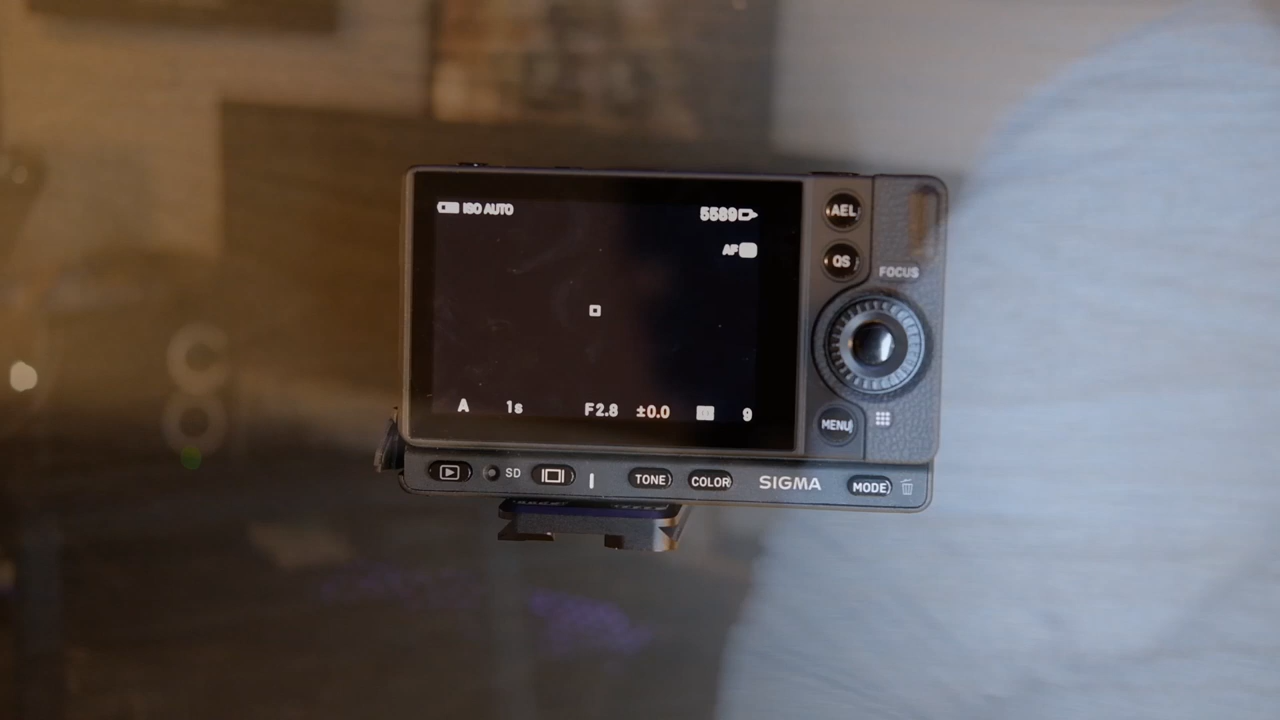 ISO AUTO
5589
AF
A 1s F2.8 ±0.0 9
AEL
QS
FOCUS
MENU
SD
TONE
COLOR
SIGMA
MODE